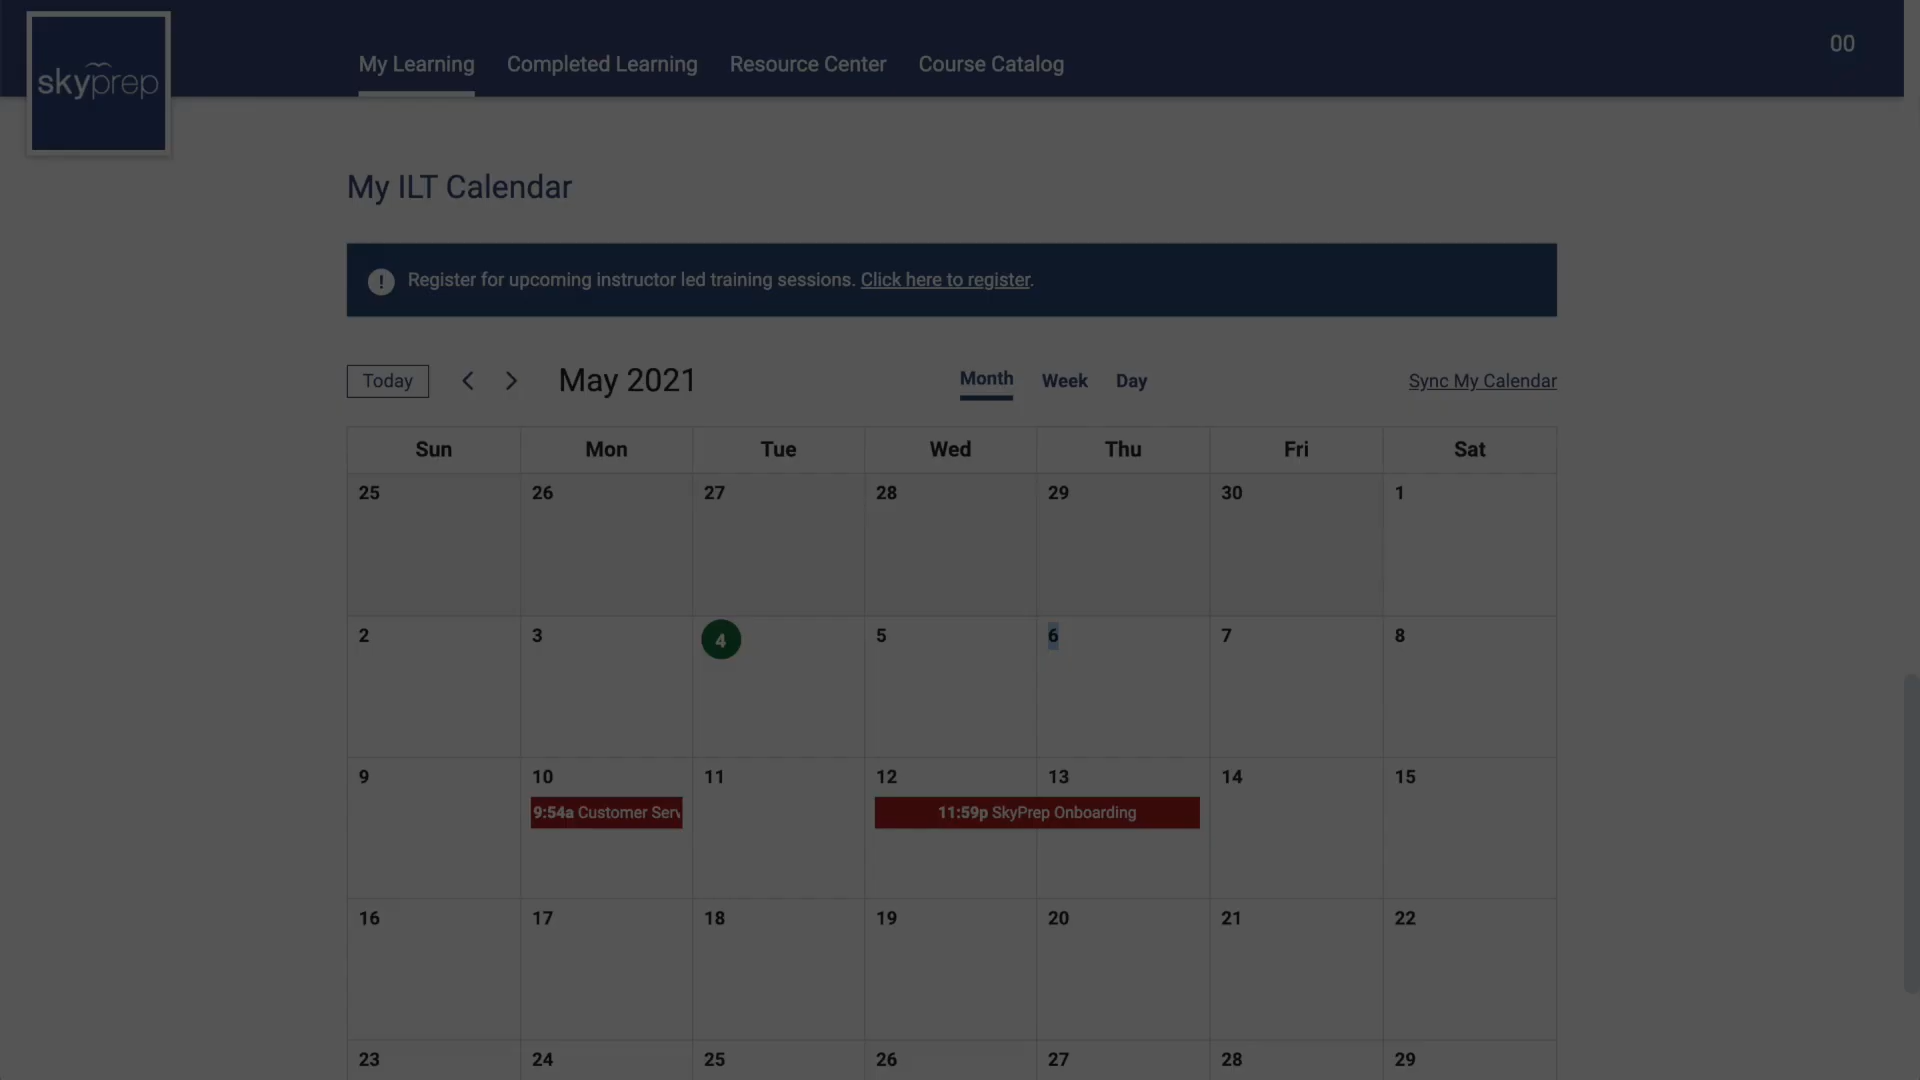 skyprep
My Learning Completed Learning Resource Center Course Catalog
00
My ILT Calendar
! Register for upcoming instructor led training sessions. Click here to register.
Today May 2021 Month Week Day Sync My Calendar
Sun Mon Tue Wed Thu Fri Sat
25 26 27 28 29 30 1
2 3 4 5 6 7 8
9 10 11 12 13 14 15
9:54a Customer Serv 11:59p SkyPrep Onboarding
16 17 18 19 20 21 22
23 24 25 26 27 28 29